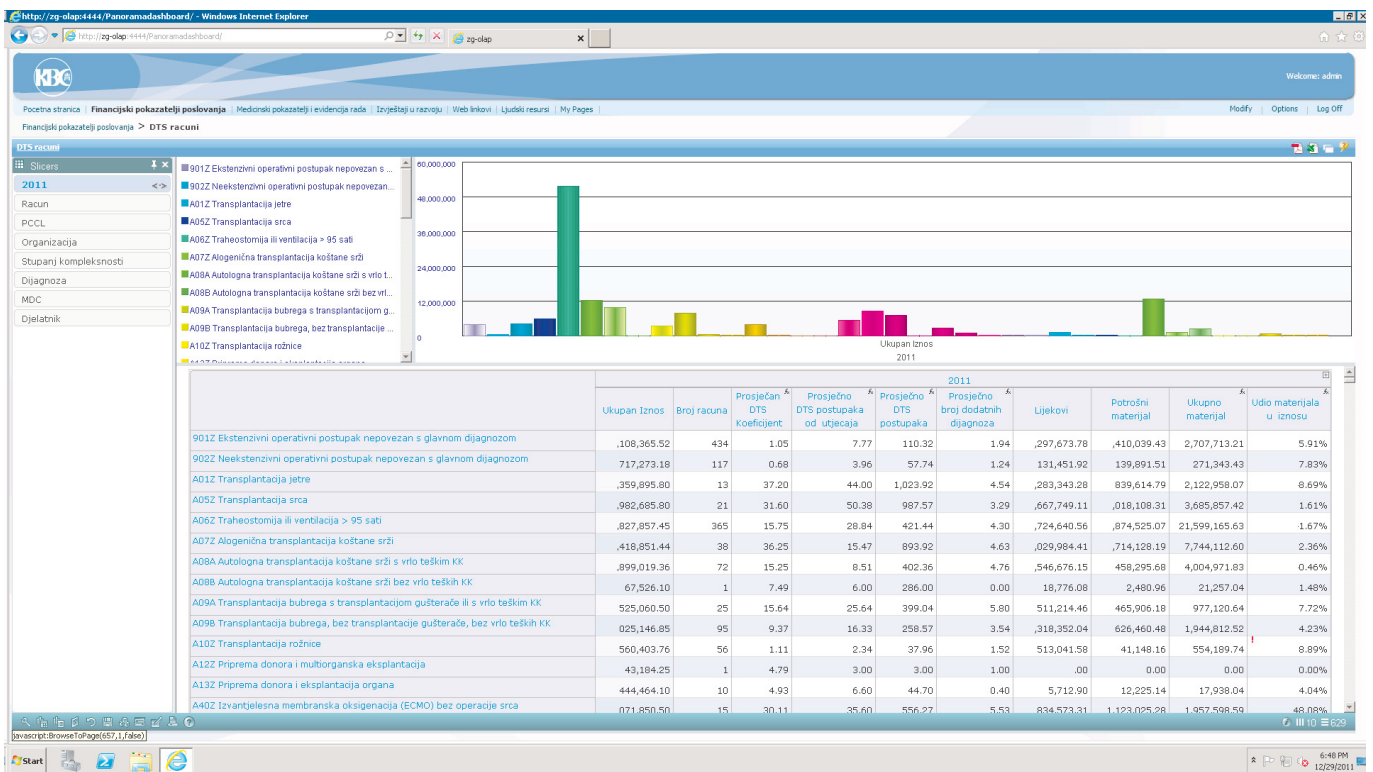 http://zg-olap:4444/Panoramadashboard/ - Windows Internet Explorer
http://zg-olap:4444/Panoramadashboard/ zg-olap
KBC Welcome: admin
Pocetna stranica | Financijski pokazatelji poslovanja | Medicinski pokazatelji i evidencija rada | Izvještaji u razvoju | Web linkovi | Ljudski resursi | My Pages | Modify | Options | Log Off
Financijski pokazatelji poslovanja > DTS racuni
DTS racuni
Slicers
2011
Racun
PCCL
Organizacija
Stupanj kompleksnosti
Dijagnoza
MDC
Djelatnik
901Z Ekstenzivni operativni postupak nepovezan s ...
902Z Neekstenzivni operativni postupak nepovezan...
A01Z Transplantacija jetre
A05Z Transplantacija srca
A06Z Traheostomija ili ventilacija > 95 sati
A07Z Alogenična transplantacija koštane srži
A08A Autologna transplantacija koštane srži s vrlo t...
A08B Autologna transplantacija koštane srži bez vrl...
A09A Transplantacija bubrega s transplantacijom g...
A09B Transplantacija bubrega, bez transplantacije ...
A10Z Transplantacija rožnice
60,000,000
48,000,000
36,000,000
24,000,000
12,000,000
0
Ukupan Iznos
2011
2011
Ukupan Iznos Broj racuna Prosječan DTS Koeficijent Prosječno DTS postupaka od utjecaja Prosječno DTS postupaka Prosječno broj dodatnih dijagnoza Lijekovi Potrošni materijal Ukupno materijal Udio materijala u iznosu
901Z Ekstenzivni operativni postupak nepovezan s glavnom dijagnozom ,108,365.52 434 1.05 7.77 110.32 1.94 ,297,673.78 ,410,039.43 2,707,713.21 5.91%
902Z Neekstenzivni operativni postupak nepovezan s glavnom dijagnozom 717,273.18 117 0.68 3.96 57.74 1.24 131,451.92 139,891.51 271,343.43 7.83%
A01Z Transplantacija jetre ,359,895.80 13 37.20 44.00 1,023.92 4.54 ,283,343.28 839,614.79 2,122,958.07 8.69%
A05Z Transplantacija srca ,982,685.80 21 31.60 50.38 987.57 3.29 ,667,749.11 ,018,108.31 3,685,857.42 1.61%
A06Z Traheostomija ili ventilacija > 95 sati ,827,857.45 365 15.75 28.84 421.44 4.30 ,724,640.56 ,874,525.07 21,599,165.63 1.67%
A07Z Alogenična transplantacija koštane srži ,418,851.44 38 36.25 15.47 893.92 4.63 ,029,984.41 ,714,128.19 7,744,112.60 2.36%
A08A Autologna transplantacija koštane srži s vrlo teškim KK ,899,019.36 72 15.25 8.51 402.36 4.76 ,546,676.15 458,295.68 4,004,971.83 0.46%
A08B Autologna transplantacija koštane srži bez vrlo teških KK 67,526.10 1 7.49 6.00 286.00 0.00 18,776.08 2,480.96 21,257.04 1.48%
A09A Transplantacija bubrega s transplantacijom gušterače ili s vrlo teškim KK 525,060.50 25 15.64 25.64 399.04 5.80 511,214.46 465,906.18 977,120.64 7.72%
A09B Transplantacija bubrega, bez transplantacije gušterače, bez vrlo teških KK 025,146.85 95 9.37 16.33 258.57 3.54 ,318,352.04 626,460.48 1,944,812.52 4.23%
A10Z Transplantacija rožnice 560,403.76 56 1.11 2.34 37.96 1.52 513,041.58 41,148.16 554,189.74 ! 8.89%
A12Z Priprema donora i multiorganska eksplantacija 43,184.25 1 4.79 3.00 3.00 1.00 .00 0.00 0.00 0.00%
A13Z Priprema donora i eksplantacija organa 444,464.10 10 4.93 6.60 44.70 0.40 5,712.90 12,225.14 17,938.04 4.04%
A40Z Izvantjelesna membranska oksigenacija (ECMO) bez operacije srca 071,850.50 15 30.11 35.60 556.27 5.53 834,573.31 1,123,025.28 1,957,598.59 48.08%
10 629
javascript:BrowseToPage(657,1,false)
Start 6:48 PM
12/29/2011